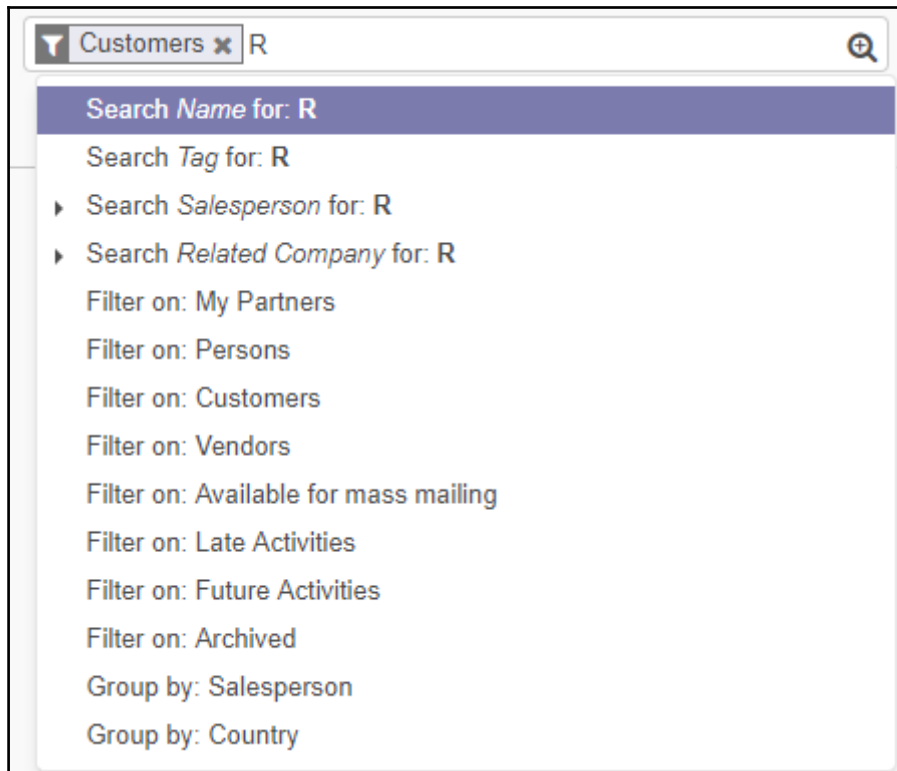 Customers R
Search Name for: R
Search Tag for: R
Search Salesperson for: R
Search Related Company for: R
Filter on: My Partners
Filter on: Persons
Filter on: Customers
Filter on: Vendors
Filter on: Available for mass mailing
Filter on: Late Activities
Filter on: Future Activities
Filter on: Archived
Group by: Salesperson
Group by: Country